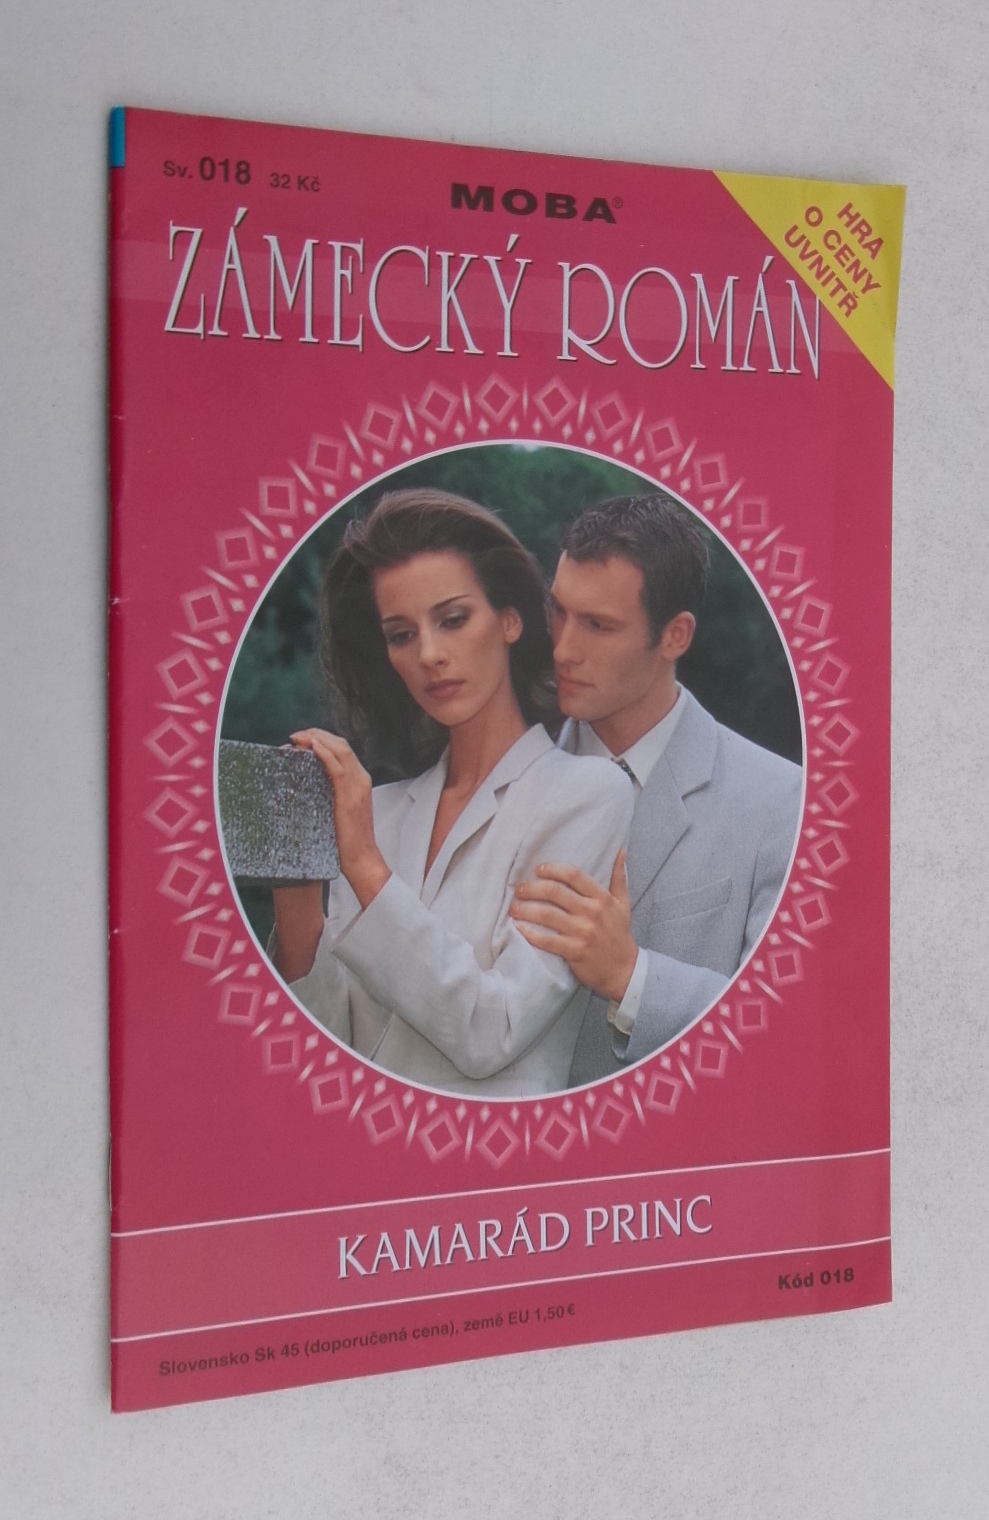 Sv. 018 32 Kč
MOBA®
HRA
O CENY
UVNITŘ
ZÁMECKÝ ROMÁN
KAMARÁD PRINC
Kód 018
Slovensko Sk 45 (doporučená cena), země EU 1,50 €